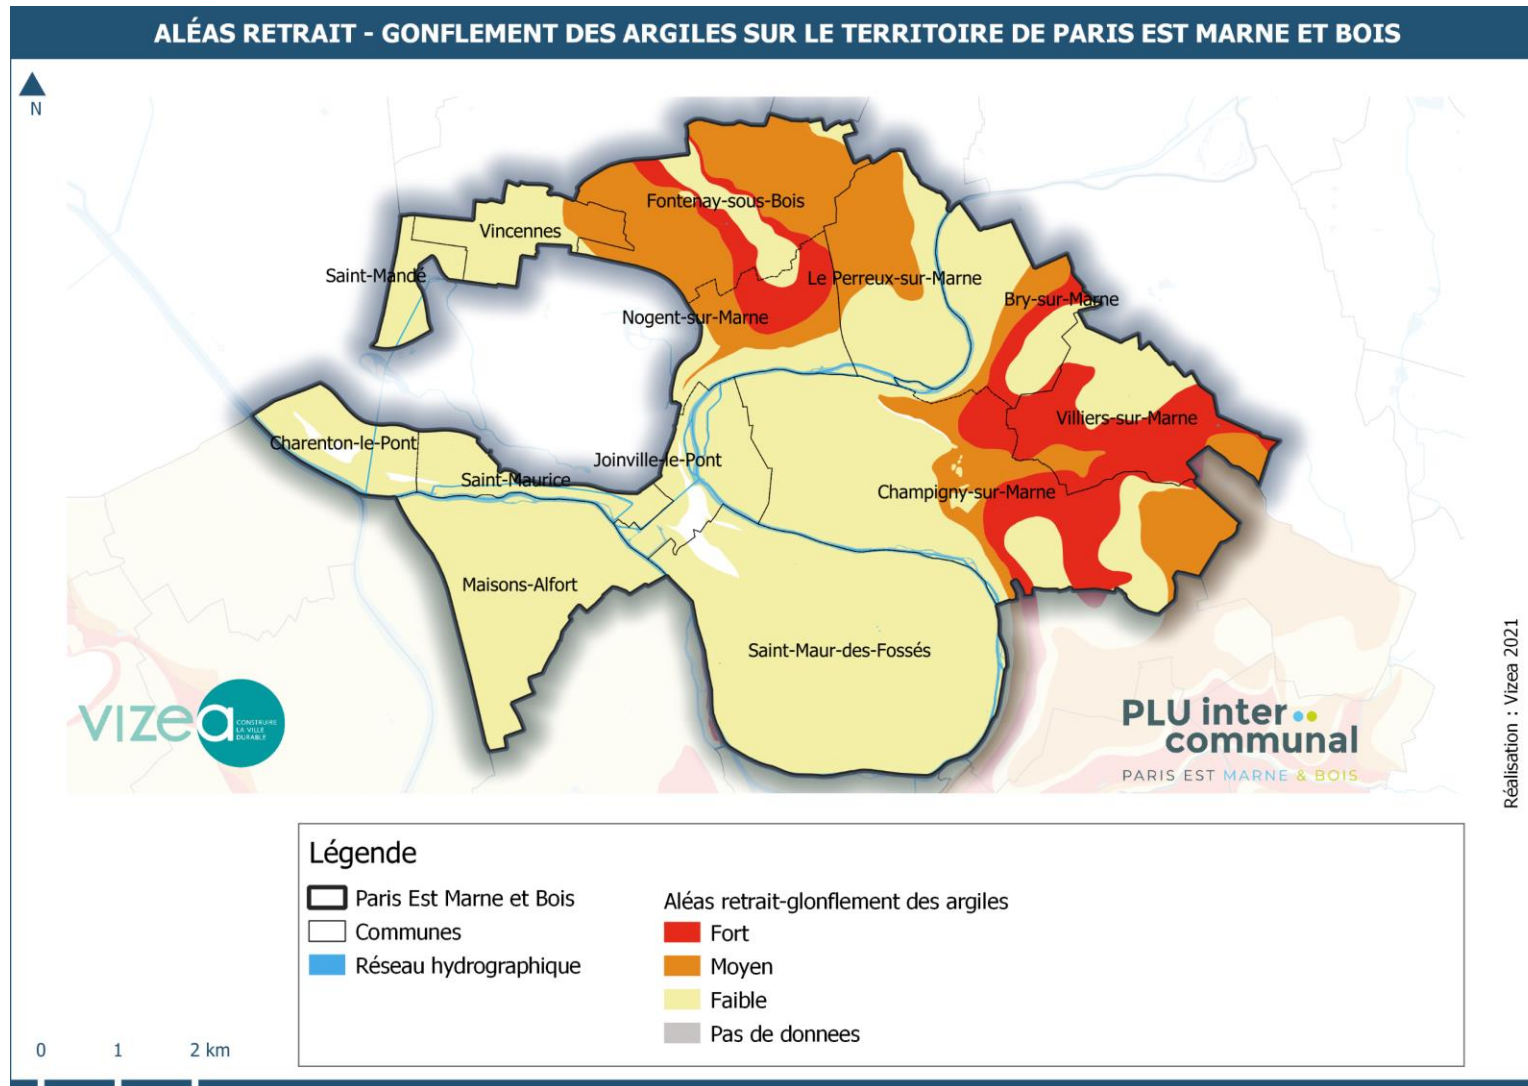 ALÉAS RETRAIT - GONFLEMENT DES ARGILES SUR LE TERRITOIRE DE PARIS EST MARNE ET BOIS
N
Fontenay-sous-Bois
Vincennes
Saint-Mandé
Le Perreux-sur-Marne
Bry-sur-Marne
Nogent-sur-Marne
Villiers-sur-Marne
Charenton-le-Pont
Joinville-le-Pont
Saint-Maurice
Champigny-sur-Marne
Maisons-Alfort
Saint-Maur-des-Fossés
vizea
CONSTRUIRE
LA VILLE
DURABLE
PLU inter
communal
PARIS EST MARNE & BOIS
Réalisation : Vizea 2021
Légende
Paris Est Marne et Bois
Communes
Réseau hydrographique
Aléas retrait-glonflement des argiles
Fort
Moyen
Faible
Pas de donnees
0 1 2 km